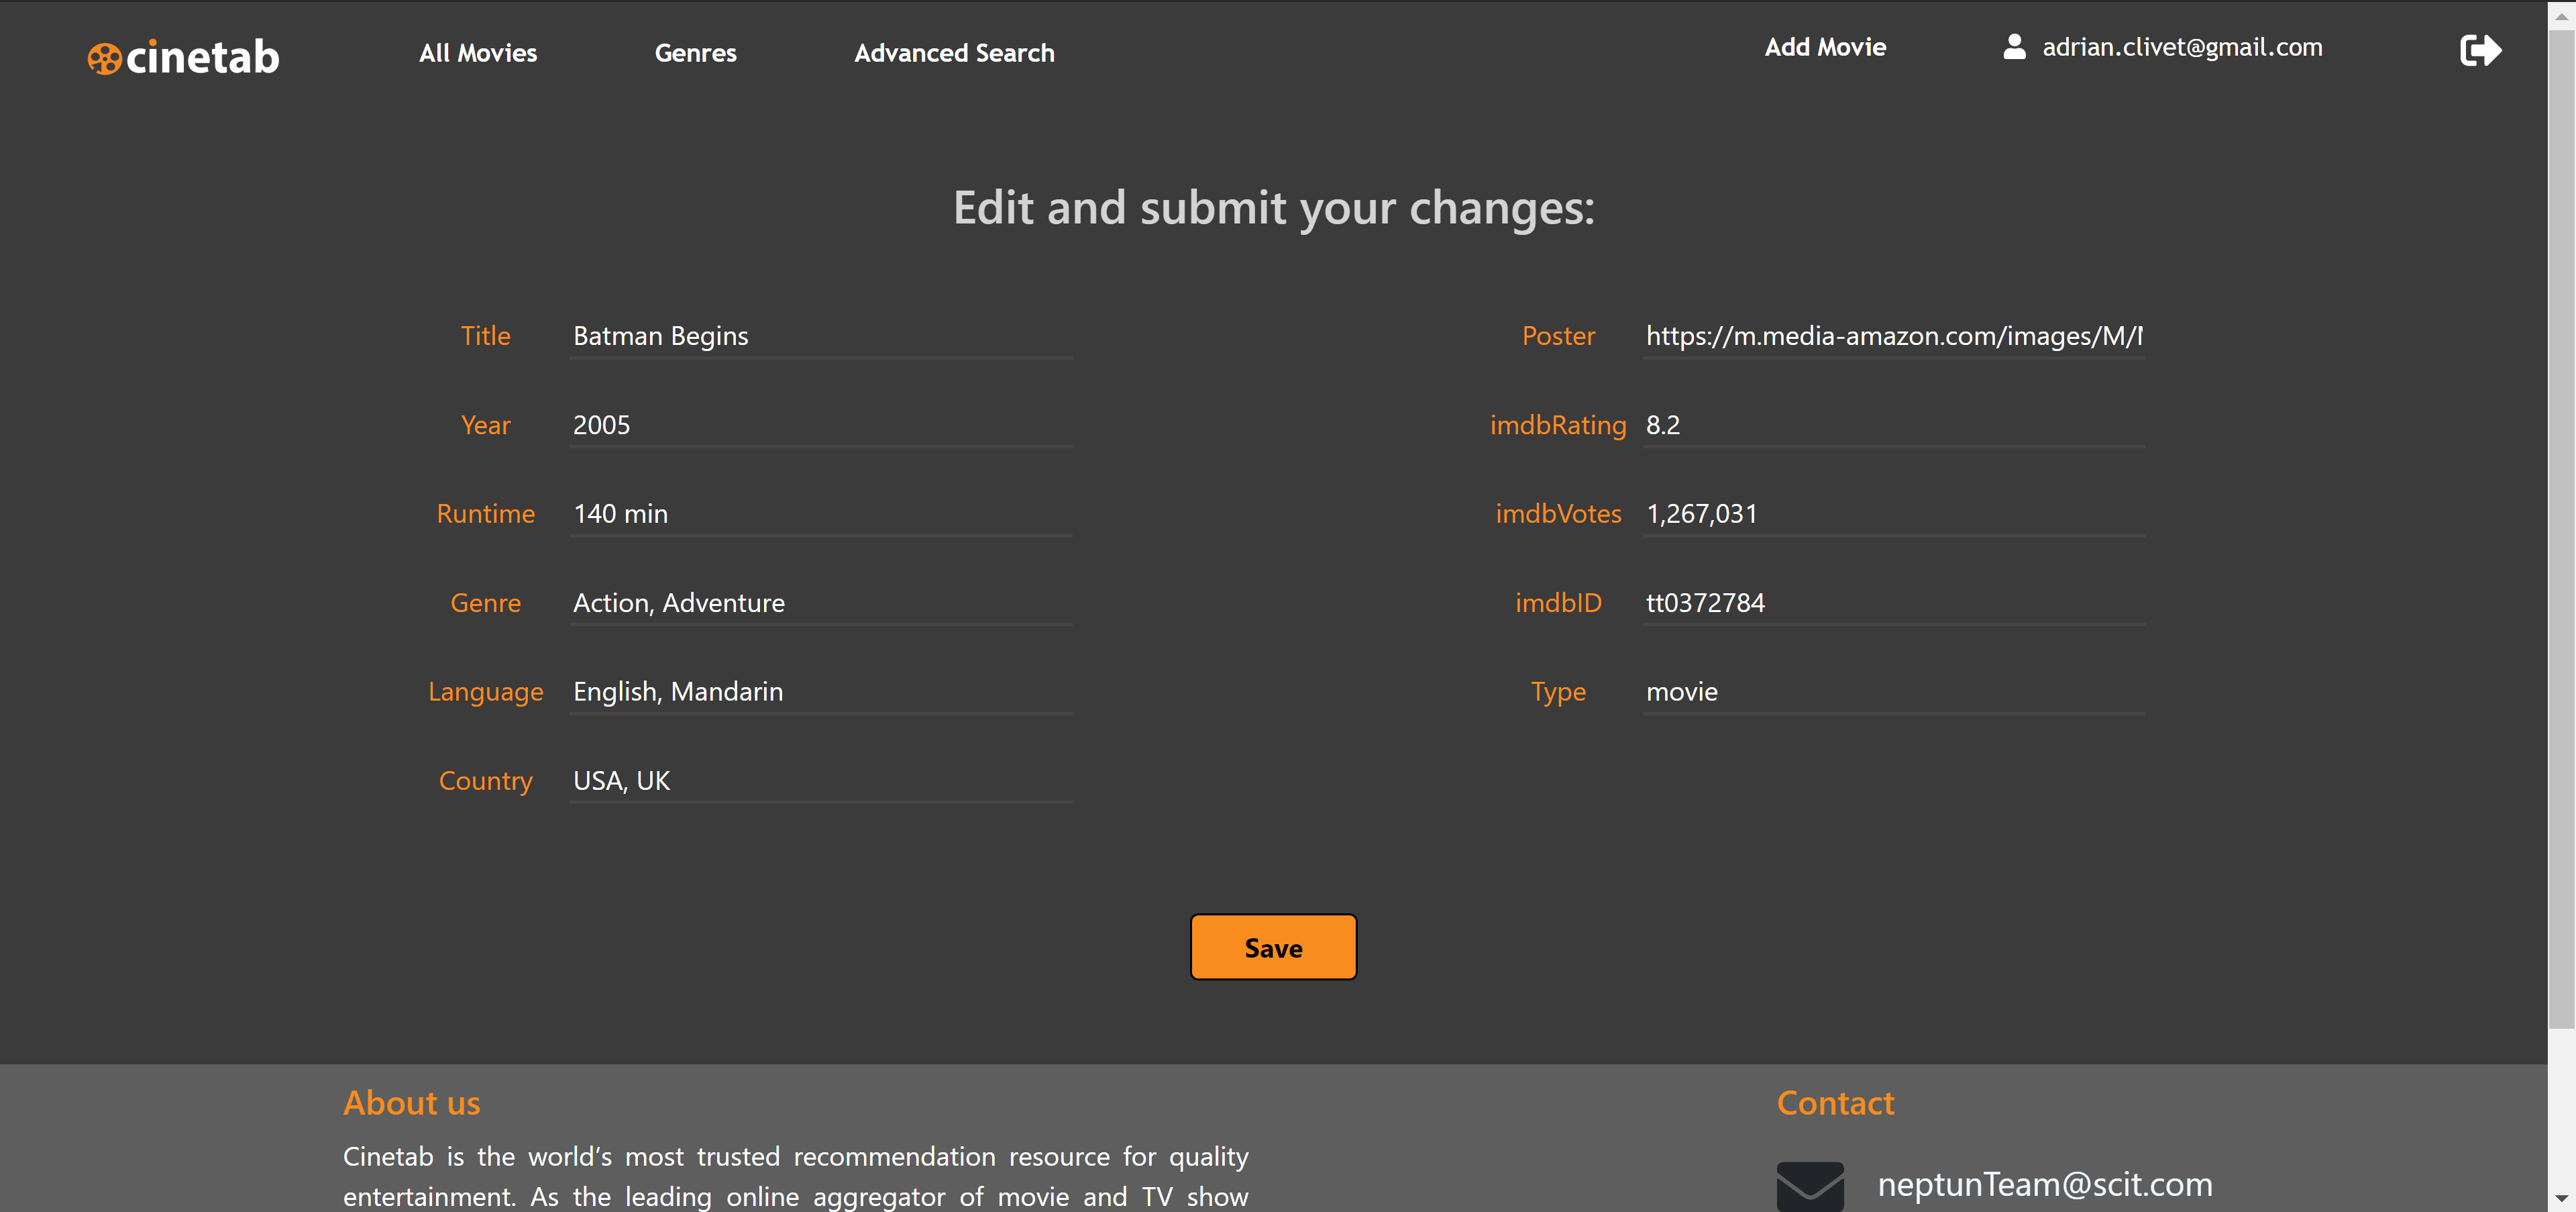 cinetab
All Movies
Genres
Advanced Search
Add Movie
adrian.clivet@gmail.com
Edit and submit your changes:
Title
Batman Begins
Year
2005
Runtime
140 min
Genre
Action, Adventure
Language
English, Mandarin
Country
USA, UK
Poster
https://m.media-amazon.com/images/M/
imdbRating
8.2
imdbVotes
1,267,031
imdbID
tt0372784
Type
movie
Save
About us
Cinetab is the world’s most trusted recommendation resource for quality
entertainment. As the leading online aggregator of movie and TV show
Contact
neptunTeam@scit.com